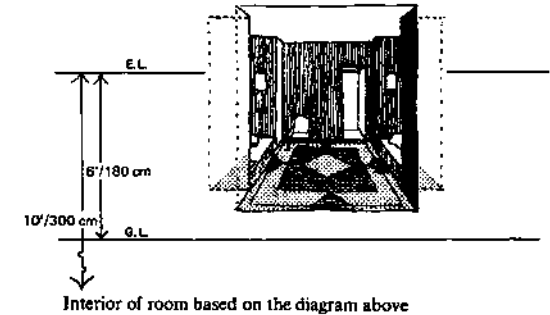 E.L.
6'/180 cm
10'/300 cm
G.L.
Interior of room based on the diagram above